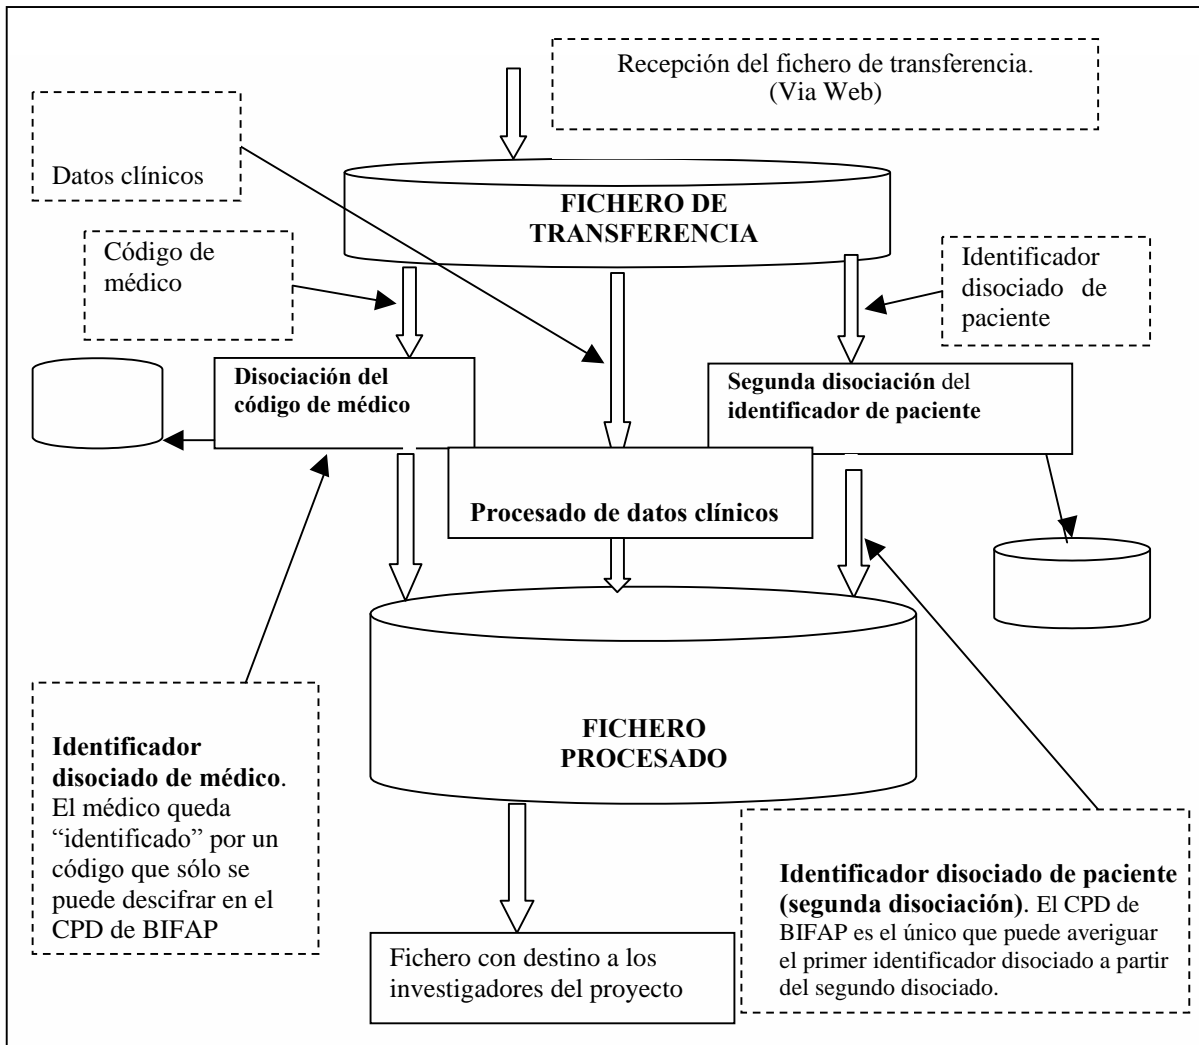 Recepción del fichero de transferencia.
(Via Web)
Datos clínicos
FICHERO DE
TRANSFERENCIA
Código de
médico
Identificador
disociado de
paciente
Disociación del
código de médico
Segunda disociación del
identificador de paciente
Procesado de datos clínicos
FICHERO
PROCESADO
Identificador
disociado de médico.
El médico queda
“identificado” por un
código que sólo se
puede descifrar en el
CPD de BIFAP
Identificador disociado de paciente
(segunda disociación). El CPD de
BIFAP es el único que puede averiguar
el primer identificador disociado a partir
del segundo disociado.
Fichero con destino a los
investigadores del proyecto